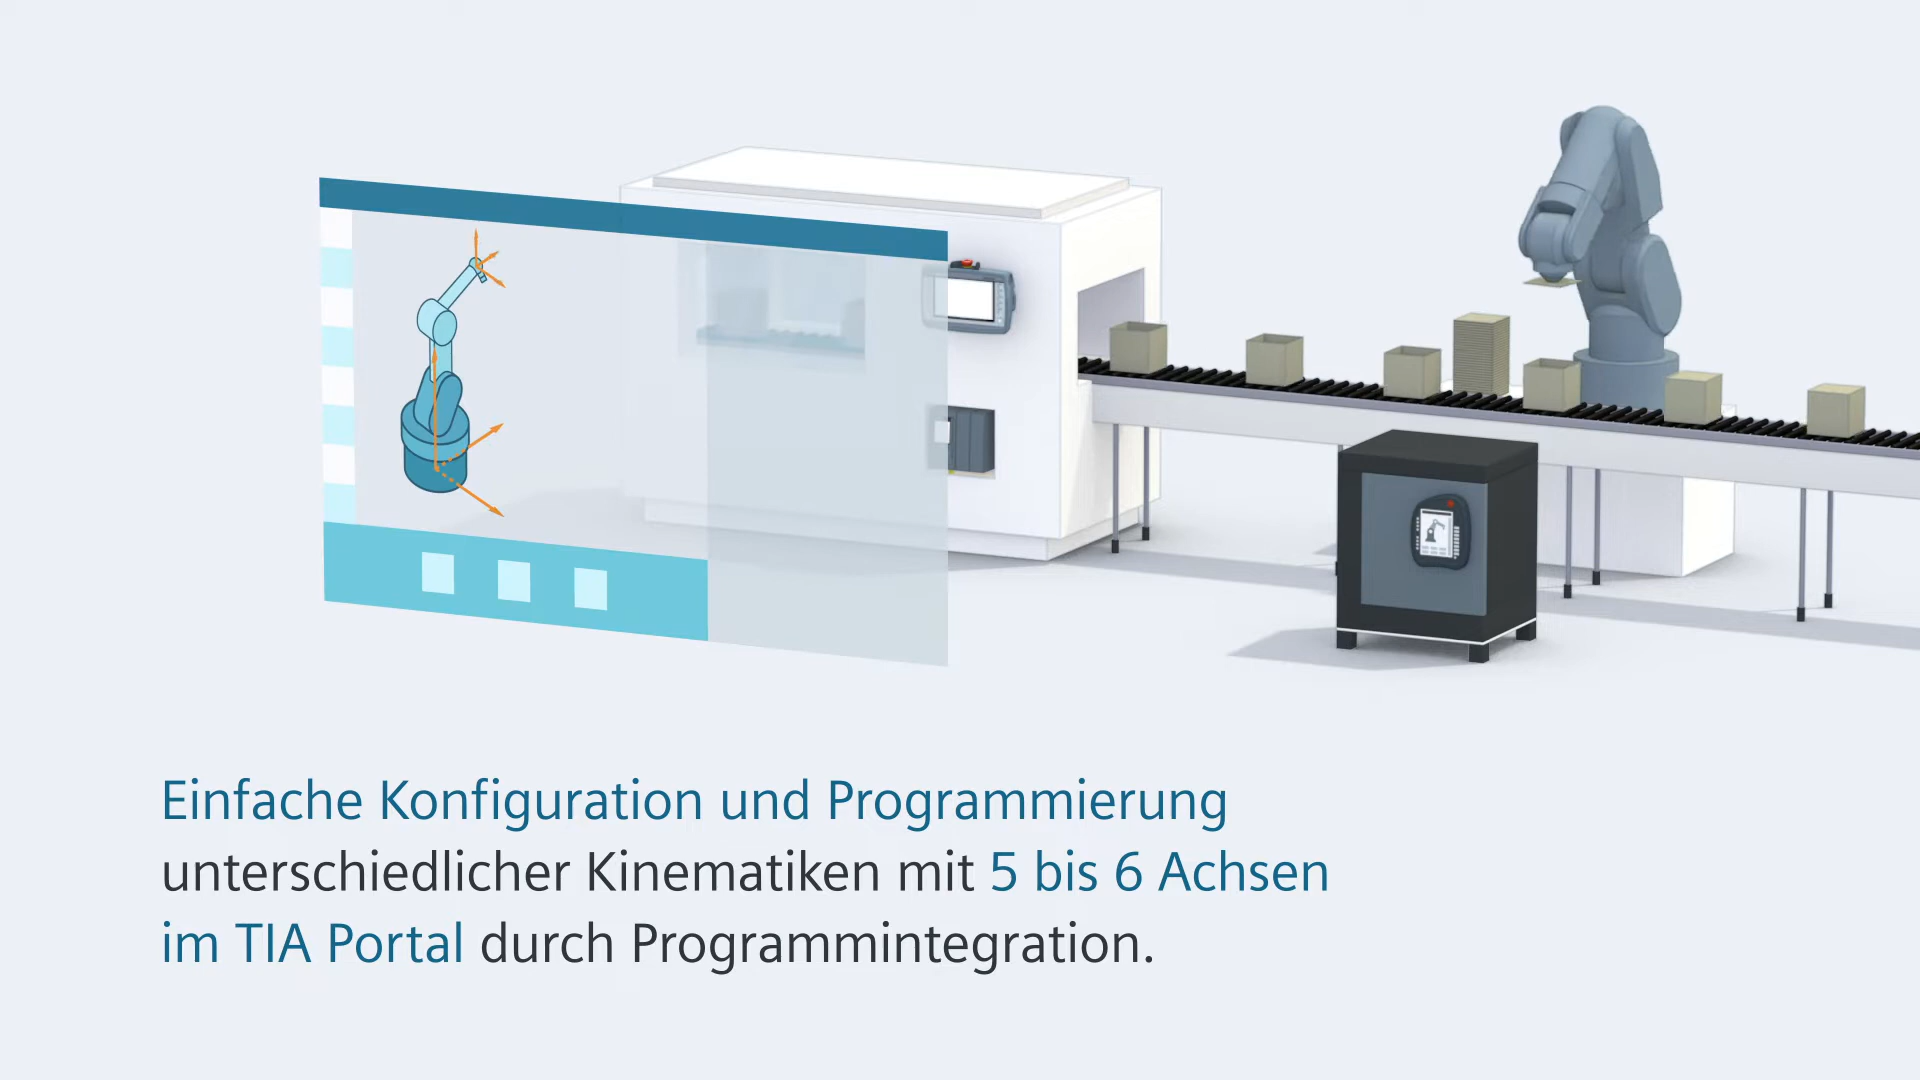 Einfache Konfiguration und Programmierung
unterschiedlicher Kinematiken mit 5 bis 6 Achsen
im TIA Portal durch Programmintegration.